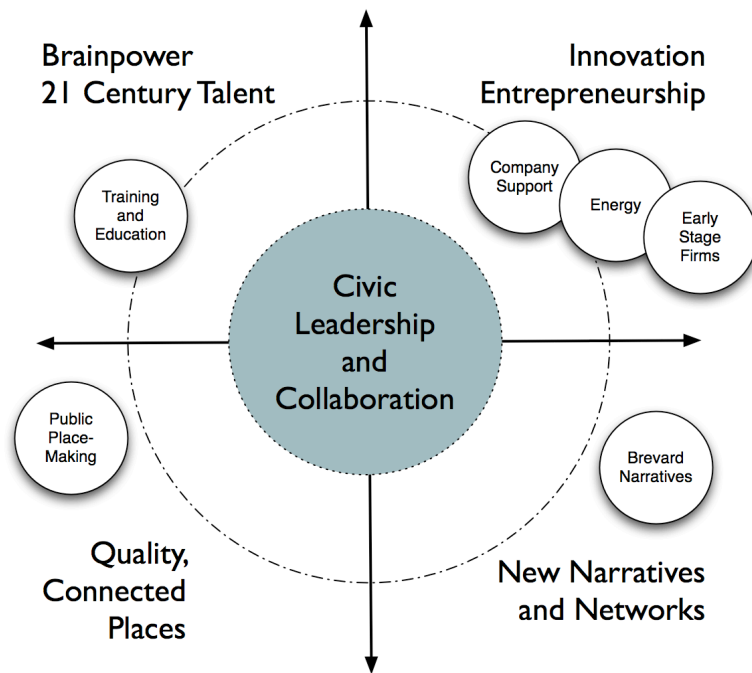 Brainpower
21 Century Talent
Innovation
Entrepreneurship
Training
and
Education
Company
Support
Energy
Early
Stage
Firms
Civic
Leadership
and
Collaboration
Public
Place-
Making
Brevard
Narratives
Quality,
Connected
Places
New Narratives
and Networks